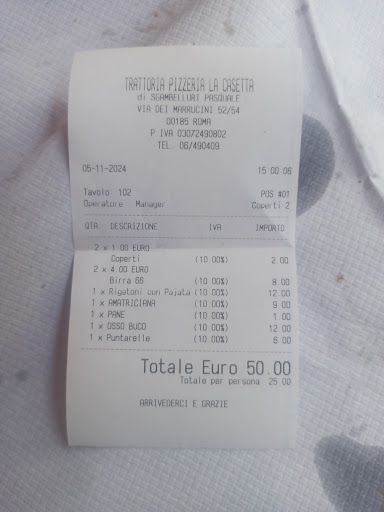 TRATTORIA PIZZERIA LA CASETTA
di SGAMBELLURI PASQUALE
VIA DEI MARRUCINI 52/54
00185 ROMA
P IVA 03072490802
TEL. 06/490409
05-11-2024 15 00 06
Tavolo 102 POS #01
Operatore Manager Coperti 2
QTA DESCRIZIONE IVA IMPORTO
2 x 1.00 EURO
Coperti (10 00%) 2.00
2 x 4.00 EURO
Birra 66 (10 00%) 8.00
1 x Rigatoni con Pajata (10 00%) 12.00
1 x AMATRICIANA (10 00%) 9 00
1 x PANE (10 00%) 1 00
1 x OSSO BUCO (10 00%) 12 00
1 x Puntarelle (10 00%) 6 00
Totale Euro 50.00
Totale per persona 25.00
ARRIVEDERCI E GRAZIE